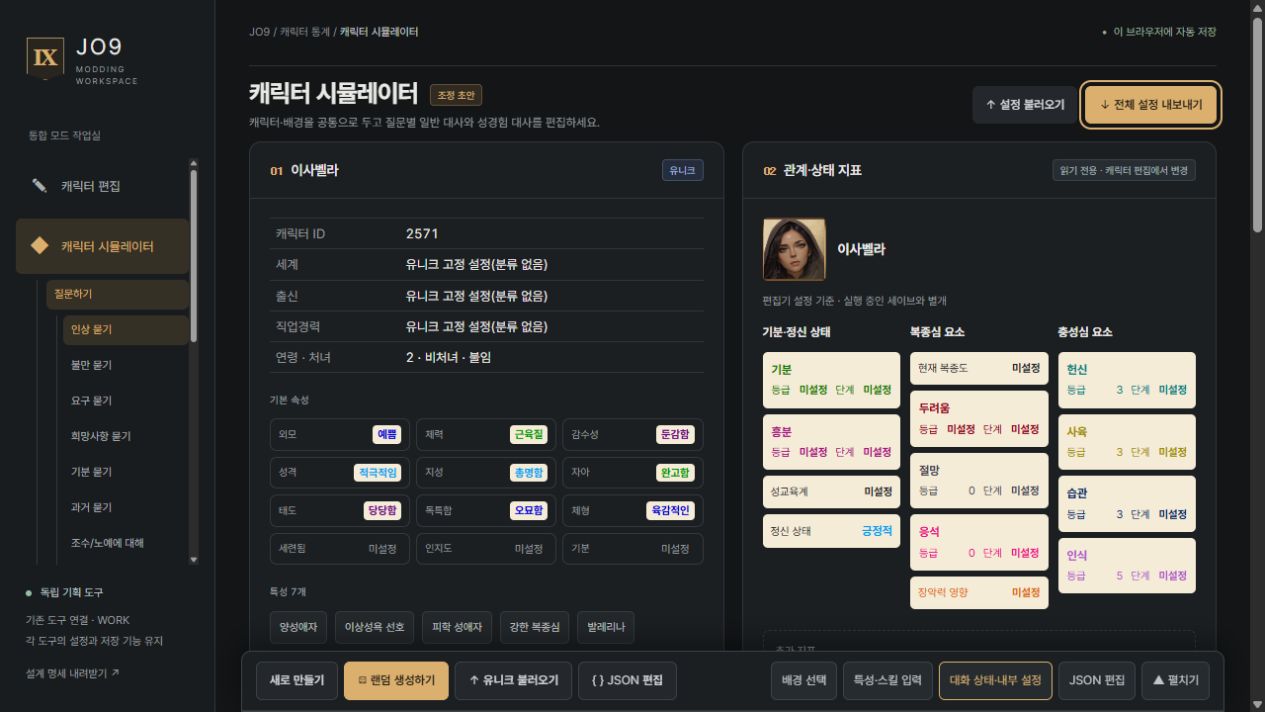 IX
JO9
MODDING
WORKSPACE
통합 모드 작업실
캐릭터 편집
캐릭터 시뮬레이터
질문하기
인상 묻기
불만 묻기
요구 묻기
희망사항 묻기
기분 묻기
과거 묻기
조수/노예에 대해
● 독립 기획 도구
기존 도구 연결 · WORK
각 도구의 설정과 저장 기능 유지
설계 명세 내려받기 ↗
JO9 / 캐릭터 통계 / 캐릭터 시뮬레이터
● 이 브라우저에 자동 저장
캐릭터 시뮬레이터 조정 초안
캐릭터·배경을 공통으로 두고 질문별 일반 대사와 성경험 대사를 편집하세요.
↑ 설정 불러오기
↓ 전체 설정 내보내기
01 이사벨라 유니크
캐릭터 ID 2571
세계 유니크 고정 설정(분류 없음)
출신 유니크 고정 설정(분류 없음)
직업경력 유니크 고정 설정(분류 없음)
연령 · 처녀 2 · 비처녀 · 불임
기본 속성
외모 예쁨 체력 근육질 감수성 둔감함
성격 적극적임 지성 총명함 자아 완고함
태도 당당함 독특함 오묘함 체형 육감적인
세련됨 미설정 인지도 미설정 기분 미설정
특성 7개
양성애자 이상성욕 선호 피학 성애자 강한 복종심 발레리나
02 관계·상태 지표 읽기 전용 · 캐릭터 편집에서 변경
이사벨라
편집기 설정 기준 · 실행 중인 세이브와 별개
기분·정신 상태
기분
등급 미설정 단계 미설정
흥분
등급 미설정 단계 미설정
성교육계 미설정
정신 상태 긍정적
복종심 요소
현재 복종도 미설정
두려움
등급 미설정 단계 미설정
절망
등급 0 단계 미설정
응석
등급 0 단계 미설정
장악력 영향 미설정
충성심 요소
헌신
등급 3 단계 미설정
사육
등급 3 단계 미설정
습관
등급 3 단계 미설정
인식
등급 5 단계 미설정
추가 지표
새로 만들기 ⚄ 랜덤 생성하기 ↑ 유니크 불러오기 { } JSON 편집
배경 선택 특성·스킬 입력 대화 상태·내부 설정 JSON 편집 ▲ 펼치기